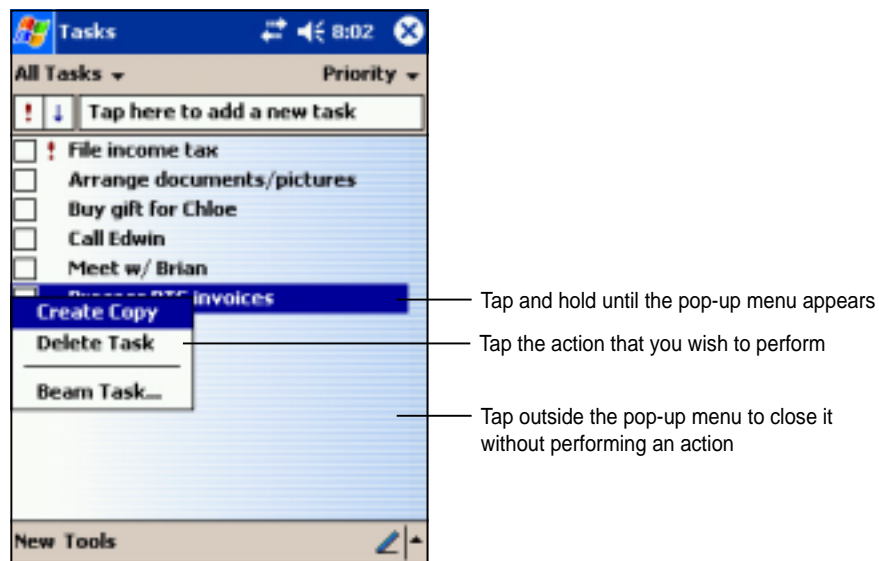 Tasks 8:02
All Tasks Priority
! ↓ Tap here to add a new task
! File income tax
Arrange documents/pictures
Buy gift for Chloe
Call Edwin
Meet w/ Brian
invoices
Create Copy
Delete Task
Beam Task...
New Tools
Tap and hold until the pop-up menu appears
Tap the action that you wish to perform
Tap outside the pop-up menu to close it
without performing an action